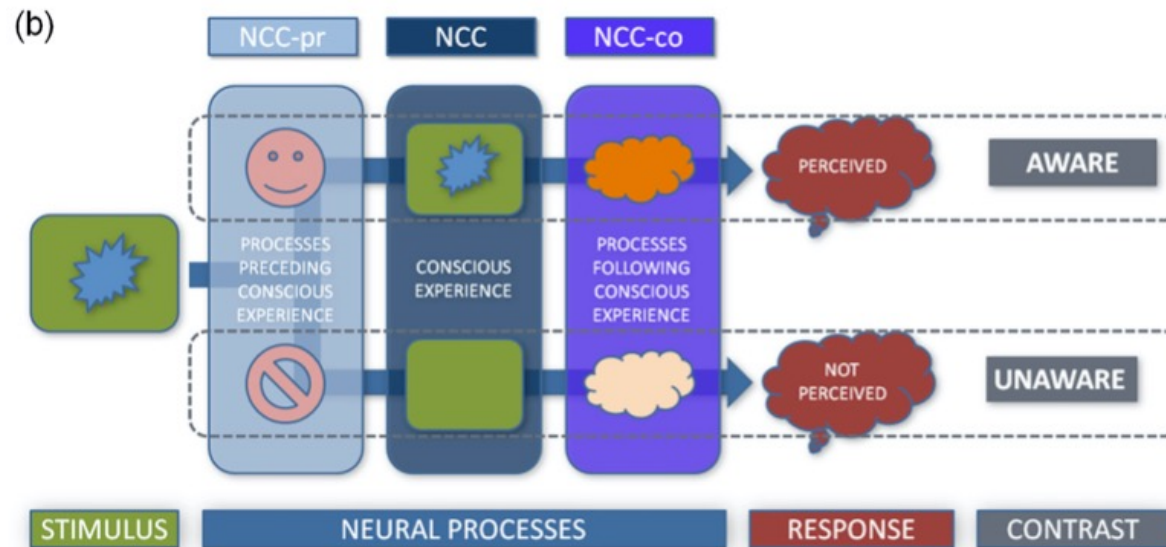 (b)
NCC-pr NCC NCC-co
PERCEIVED
AWARE
PROCESSES
PRECEDING
CONSCIOUS
EXPERIENCE
CONSCIOUS
EXPERIENCE
PROCESSES
FOLLOWING
CONSCIOUS
EXPERIENCE
NOT
PERCEIVED
UNAWARE
STIMULUS NEURAL PROCESSES RESPONSE CONTRAST